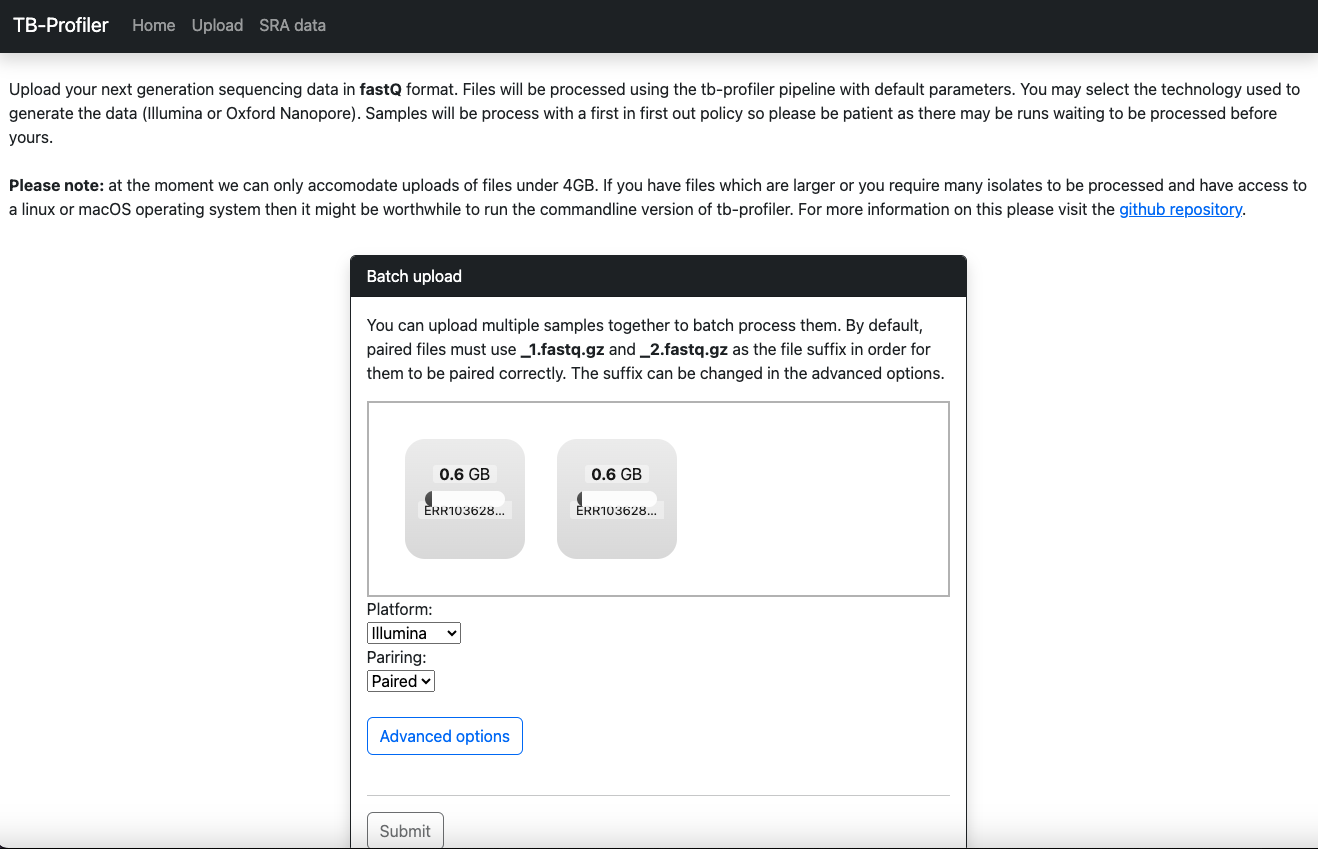 TB-Profiler Home Upload SRA data
Upload your next generation sequencing data in fastQ format. Files will be processed using the tb-profiler pipeline with default parameters. You may select the technology used to
generate the data (Illumina or Oxford Nanopore). Samples will be process with a first in first out policy so please be patient as there may be runs waiting to be processed before
yours.
Please note: at the moment we can only accomodate uploads of files under 4GB. If you have files which are larger or you require many isolates to be processed and have access to
a linux or macOS operating system then it might be worthwhile to run the commandline version of tb-profiler. For more information on this please visit the github repository.
Batch upload
You can upload multiple samples together to batch process them. By default,
paired files must use _1.fastq.gz and _2.fastq.gz as the file suffix in order for
them to be paired correctly. The suffix can be changed in the advanced options.
0.6 GB 0.6 GB
ERR103628... ERR103628...
Platform:
Illumina
Pariring:
Paired
Advanced options
Submit